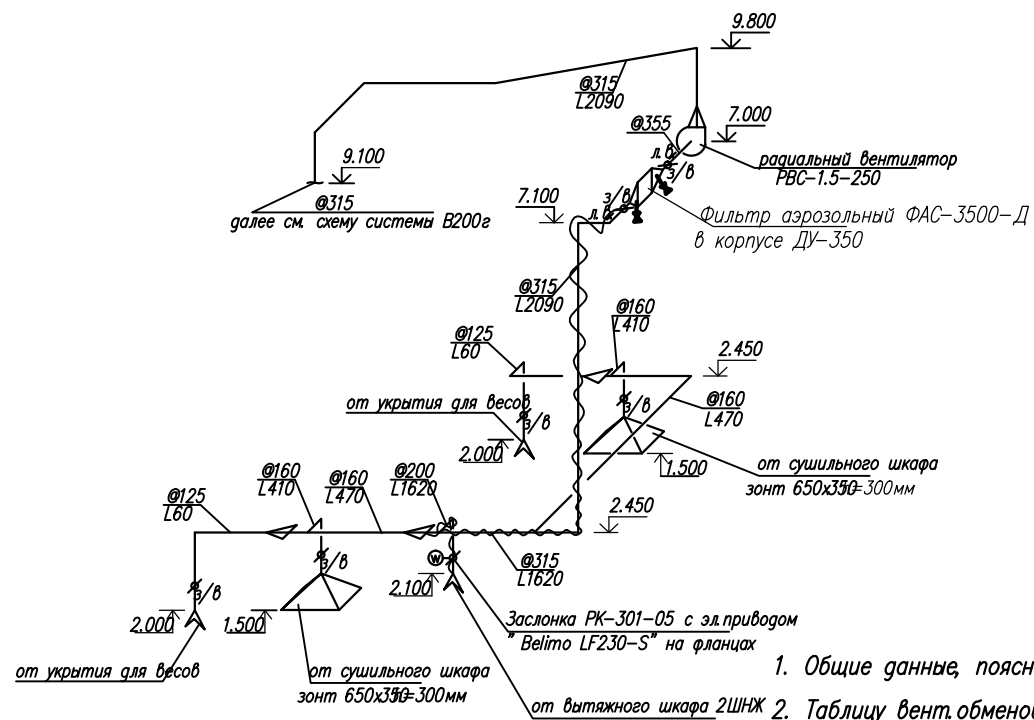 9.800
@315
L2090
@355
7.000
л.в
з/в
радиальный вентилятор
РВС-1.5-250
9.100
@315
далее см. схему системы В200г
7.100
з/в
л.в
Фильтр аэрозольный ФАС-3500-Д
в корпусе ДУ-350
@315
L2090
@160
L410
@125
L60
2.450
от укрытия для весов
з/в
з/в
@160
L470
2.000
1.500
от сушильного шкафа
зонт 650х350 h=300мм
@125
L60
@160
L410
@160
L470
@200
L1620
2.450
W
@315
L1620
з/в
з/в
2.100
2.000
1.500
Заслонка РК-301-05 с эл.приводом
" Belimo LF230-S" на фланцах
от укрытия для весов
от сушильного шкафа
зонт 650х350 h=300мм
от вытяжного шкафа 2ШНЖ
1. Общие данные, поясн
2. Таблицу вент.обменов